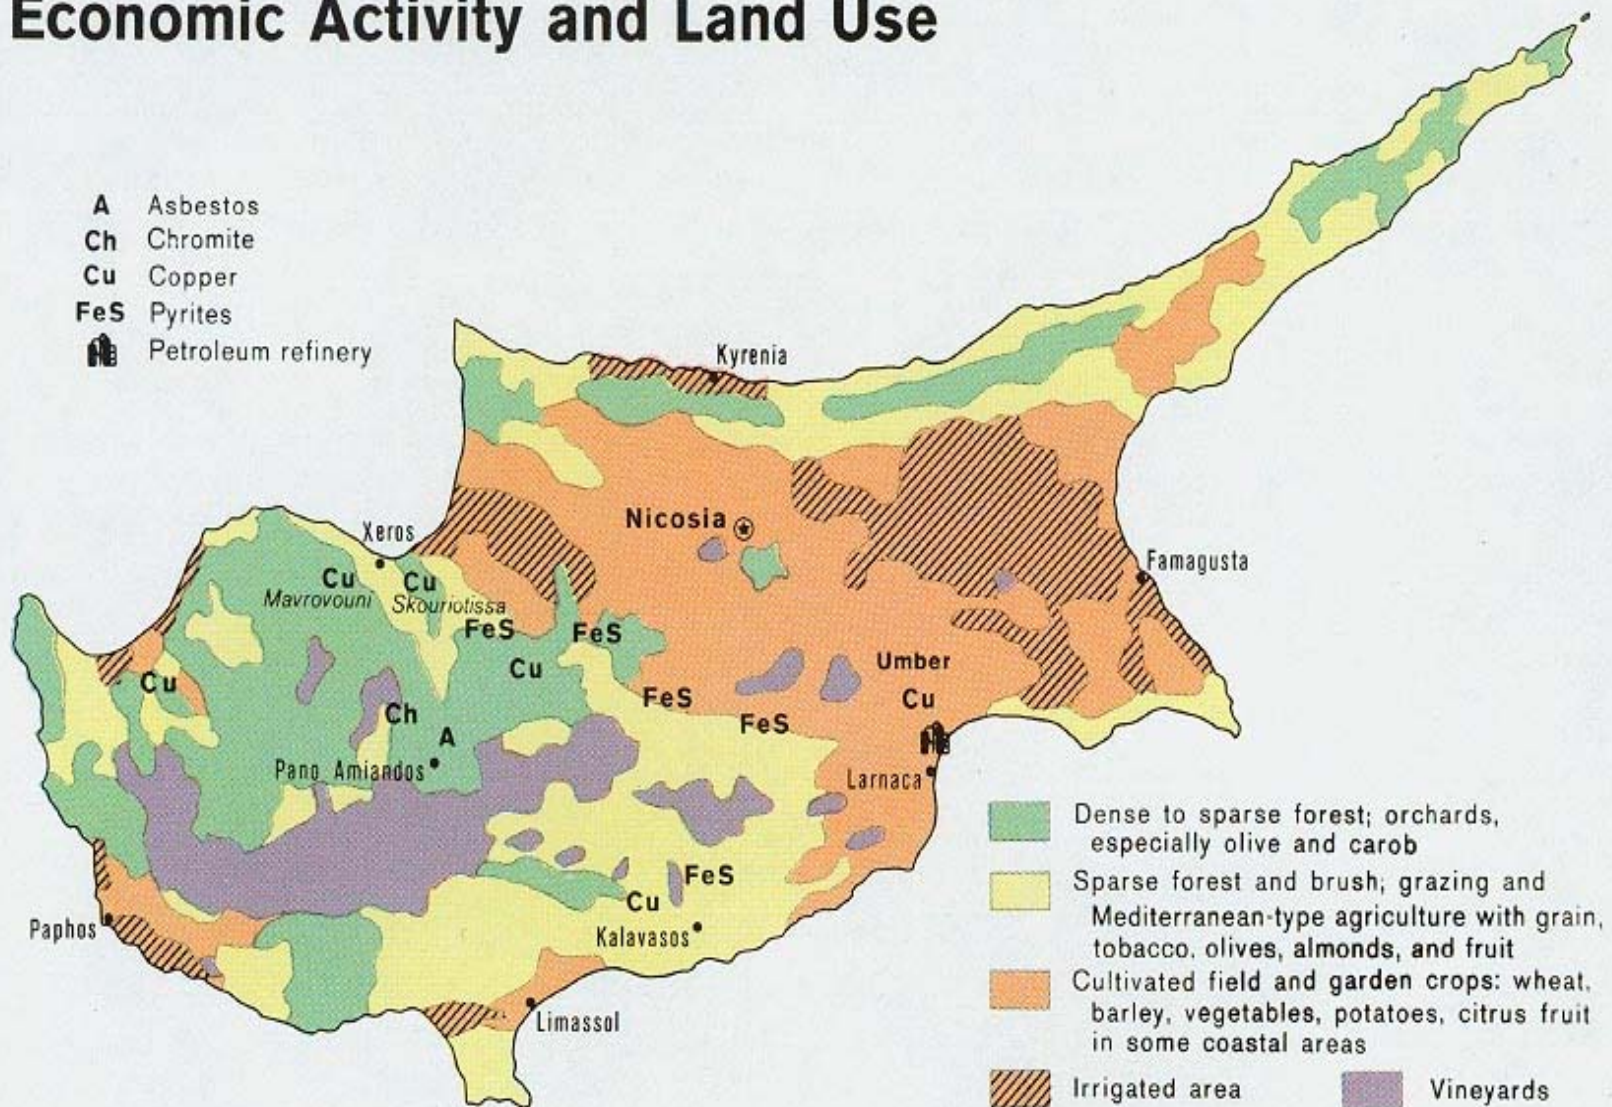 Economic Activity and Land Use
A Asbestos
Ch Chromite
Cu Copper
FeS Pyrites
Petroleum refinery
Kyrenia
Nicosia
Xeros
Famagusta
Cu
Cu
Mavrovouni
Skouriotissa
FeS
FeS
Cu
Umber
Cu
FeS
Cu
Ch
FeS
A
Pano Amiandos
Larnaca
Dense to sparse forest; orchards,
especially olive and carob
FeS
Sparse forest and brush; grazing and
Cu
Mediterranean-type agriculture with grain,
Paphos
Kalavasos
tobacco, olives, almonds, and fruit
Cultivated field and garden crops: wheat,
barley, vegetables, potatoes, citrus fruit
Limassol
in some coastal areas
Irrigated area
Vineyards